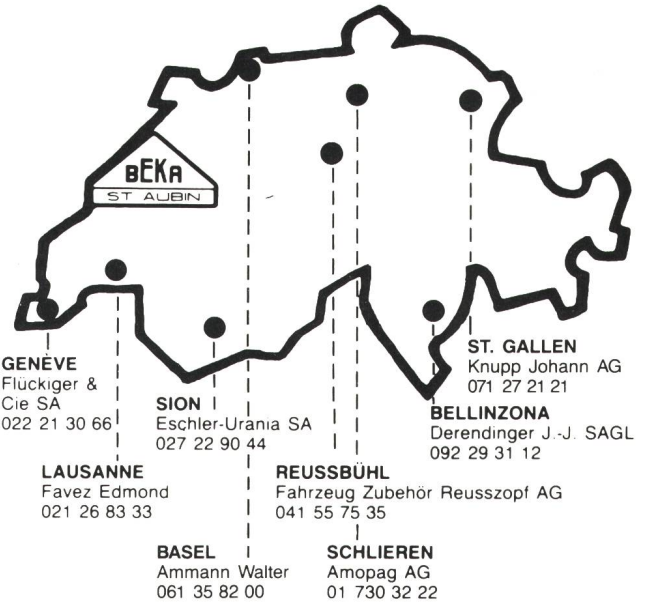 BEKA
ST AUBIN
GENÈVE
Flückiger &
Cie SA
022 21 30 66
LAUSANNE
Favez Edmond
021 26 83 33
SION
Eschler-Urania SA
027 22 90 44
BASEL
Ammann Walter
061 35 82 00
REUSSBÜHL
Fahrzeug Zubehör Reusszopf AG
041 55 75 35
SCHLIEREN
Amopag AG
01 730 32 22
BELLINZONA
Derendinger J.-J. SAGL
092 29 31 12
ST. GALLEN
Knupp Johann AG
071 27 21 21